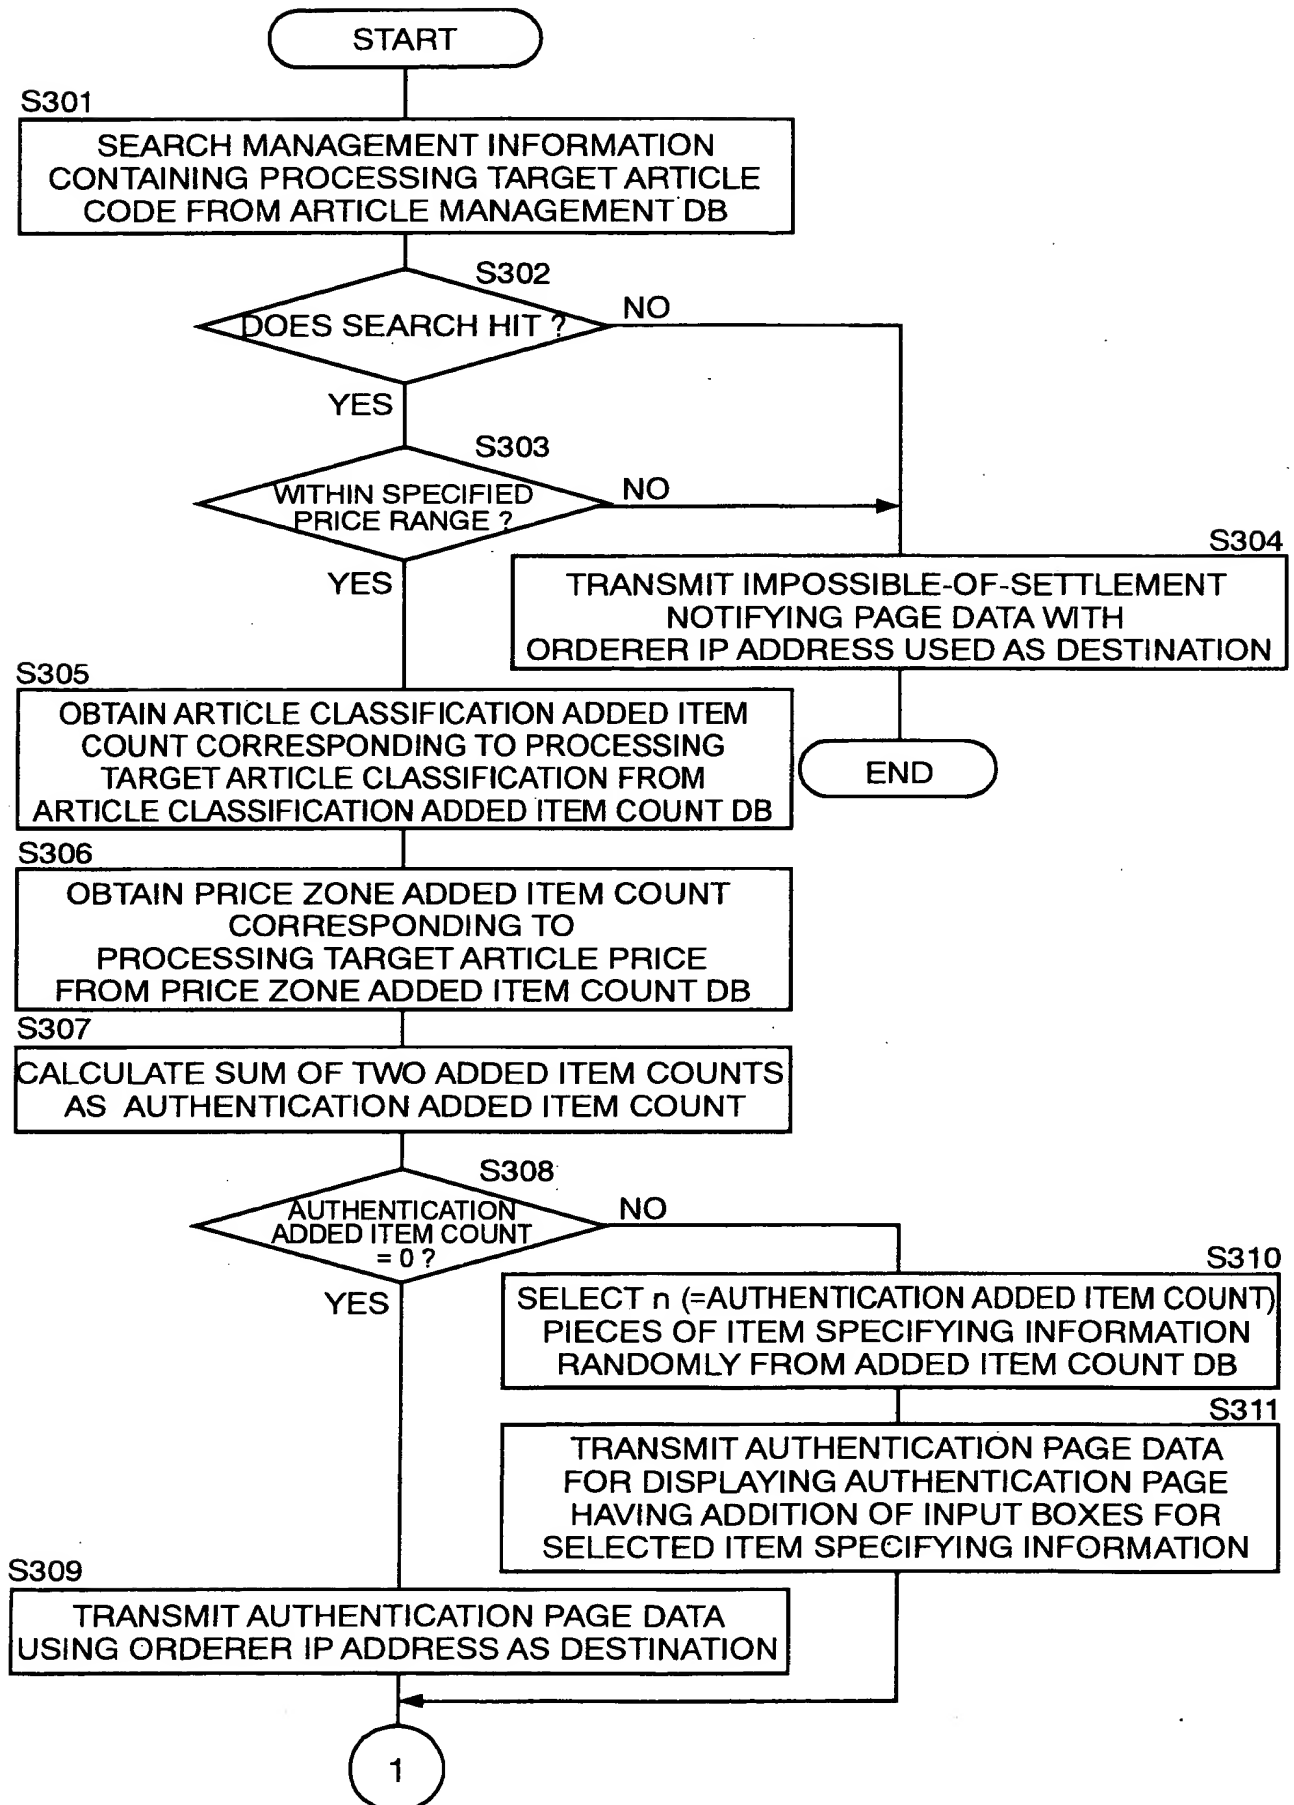 START
S301
SEARCH MANAGEMENT INFORMATION
CONTAINING PROCESSING TARGET ARTICLE
CODE FROM ARTICLE MANAGEMENT DB
S302
DOES SEARCH HIT ?
NO
YES
S303
WITHIN SPECIFIED
PRICE RANGE ?
NO
YES
S304
TRANSMIT IMPOSSIBLE-OF-SETTLEMENT
NOTIFYING PAGE DATA WITH
ORDERER IP ADDRESS USED AS DESTINATION
END
S305
OBTAIN ARTICLE CLASSIFICATION ADDED ITEM
COUNT CORRESPONDING TO PROCESSING
TARGET ARTICLE CLASSIFICATION FROM
ARTICLE CLASSIFICATION ADDED ITEM COUNT DB
S306
OBTAIN PRICE ZONE ADDED ITEM COUNT
CORRESPONDING TO
PROCESSING TARGET ARTICLE PRICE
FROM PRICE ZONE ADDED ITEM COUNT DB
S307
CALCULATE SUM OF TWO ADDED ITEM COUNTS
AS AUTHENTICATION ADDED ITEM COUNT
S308
AUTHENTICATION
ADDED ITEM COUNT
= 0 ?
NO
YES
S310
SELECT n (=AUTHENTICATION ADDED ITEM COUNT)
PIECES OF ITEM SPECIFYING INFORMATION
RANDOMLY FROM ADDED ITEM COUNT DB
S311
TRANSMIT AUTHENTICATION PAGE DATA
FOR DISPLAYING AUTHENTICATION PAGE
HAVING ADDITION OF INPUT BOXES FOR
SELECTED ITEM SPECIFYING INFORMATION
S309
TRANSMIT AUTHENTICATION PAGE DATA
USING ORDERER IP ADDRESS AS DESTINATION
1